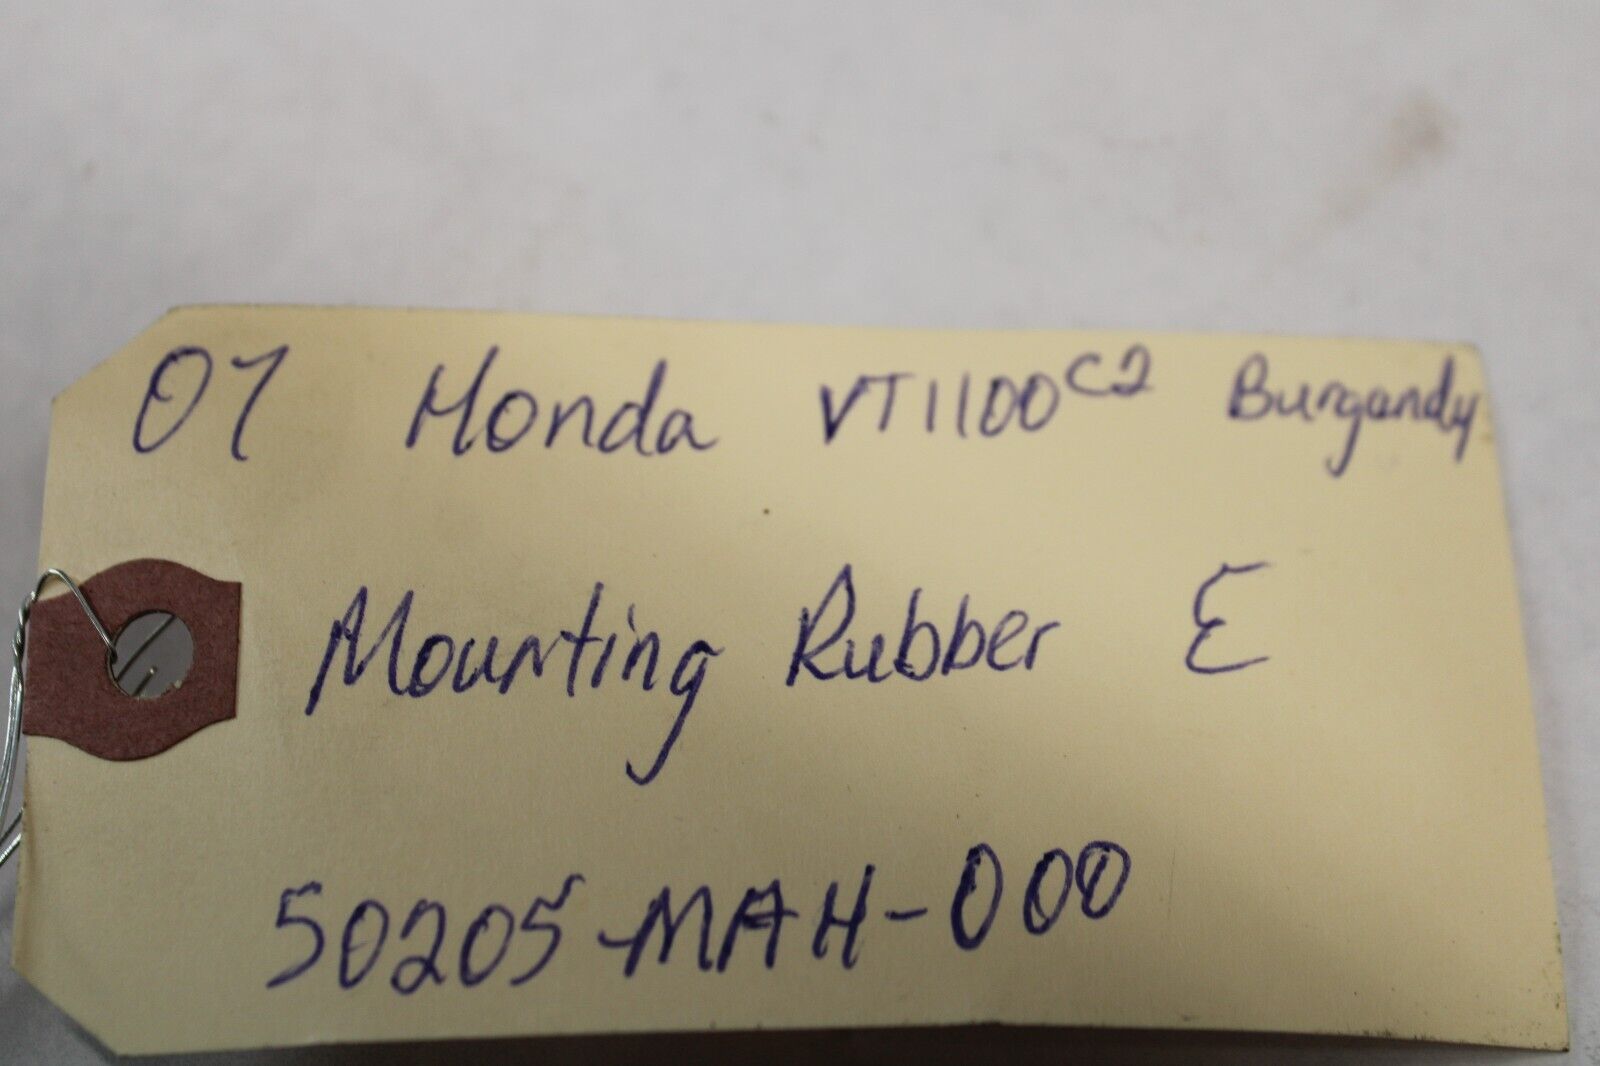 07 Honda VT1100C2 Burgandy
Mounting Rubber E
50205-MAH-000